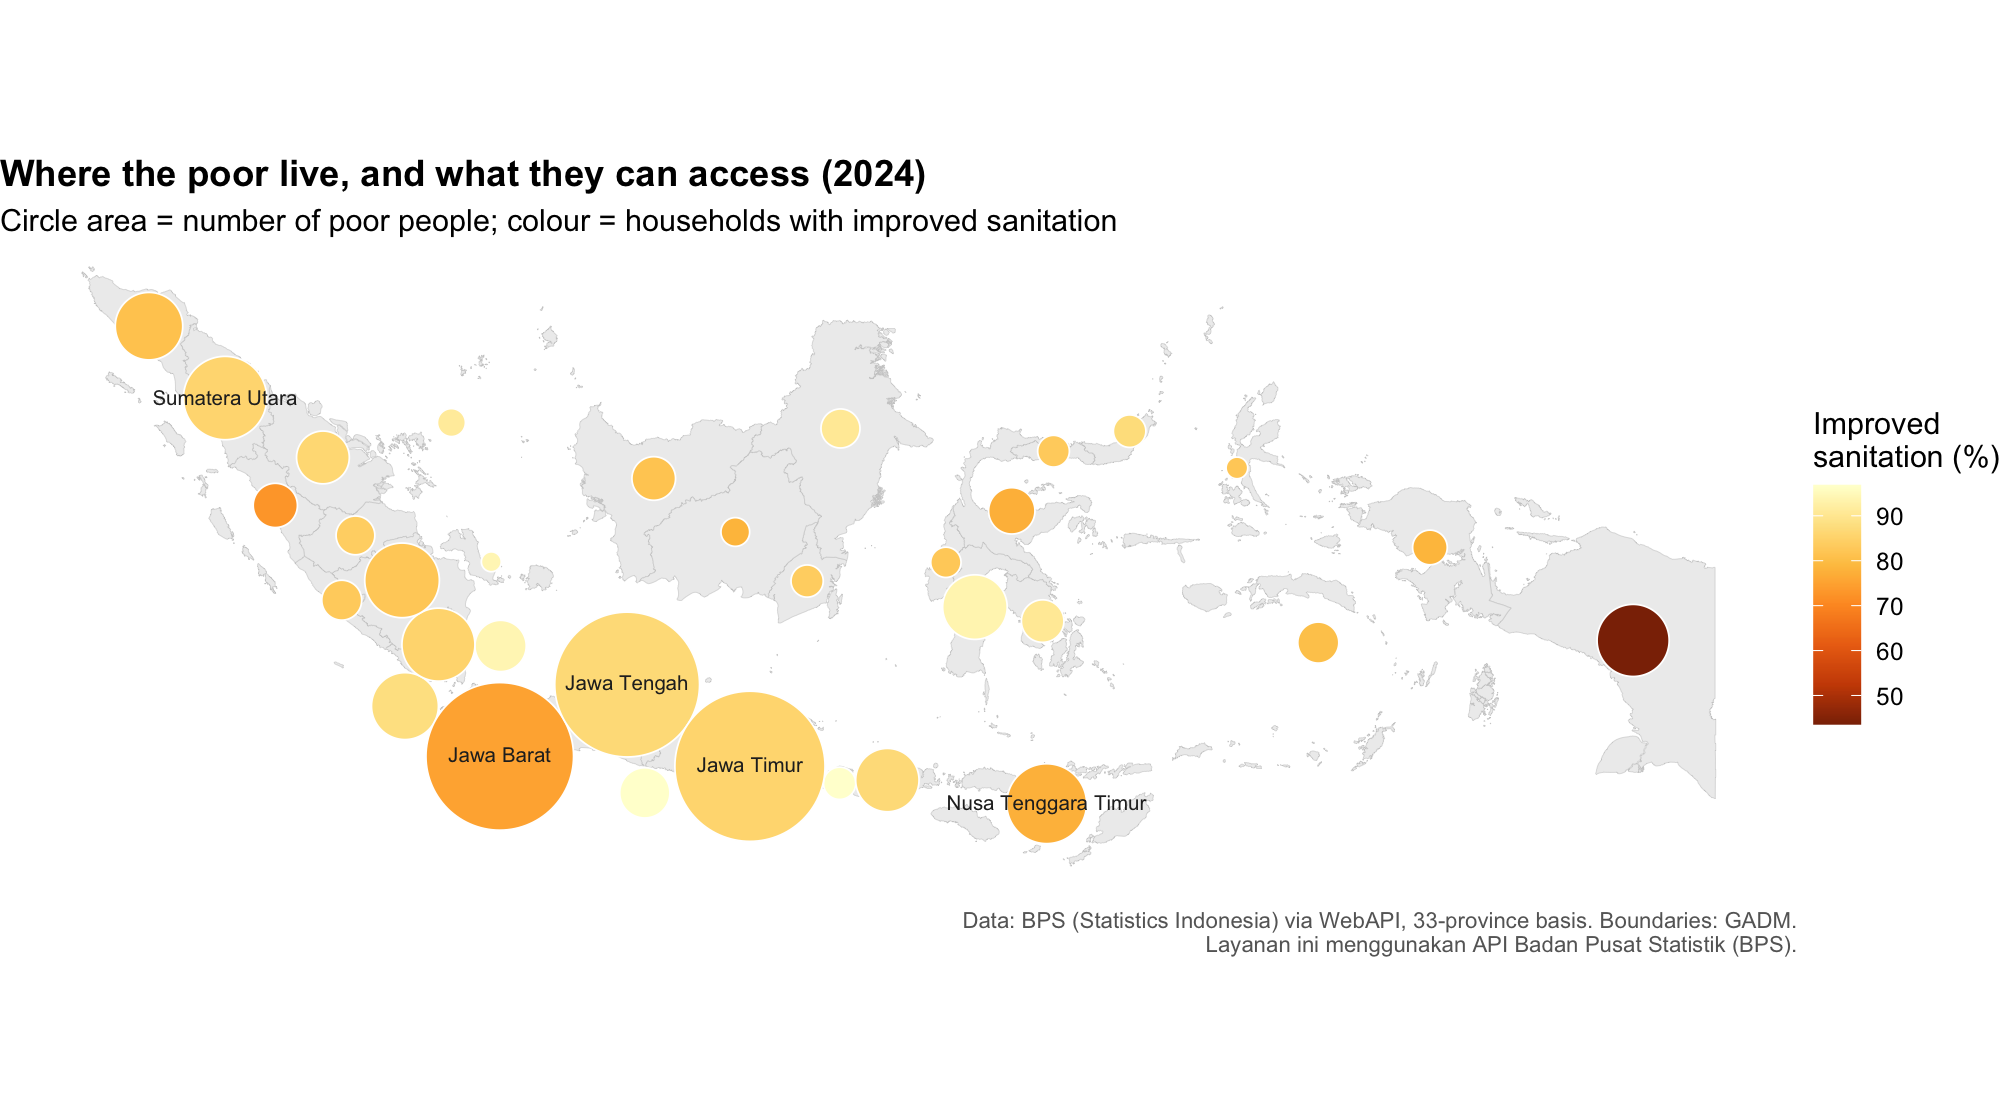 Where the poor live, and what they can access (2024)
Circle area = number of poor people; colour = households with improved sanitation
Sumatera Utara
Jawa Tengah
Jawa Barat
Jawa Timur
Nusa Tenggara Timur
Improved
sanitation (%)
90
80
70
60
50
Data: BPS (Statistics Indonesia) via WebAPI, 33-province basis. Boundaries: GADM.
Layanan ini menggunakan API Badan Pusat Statistik (BPS).